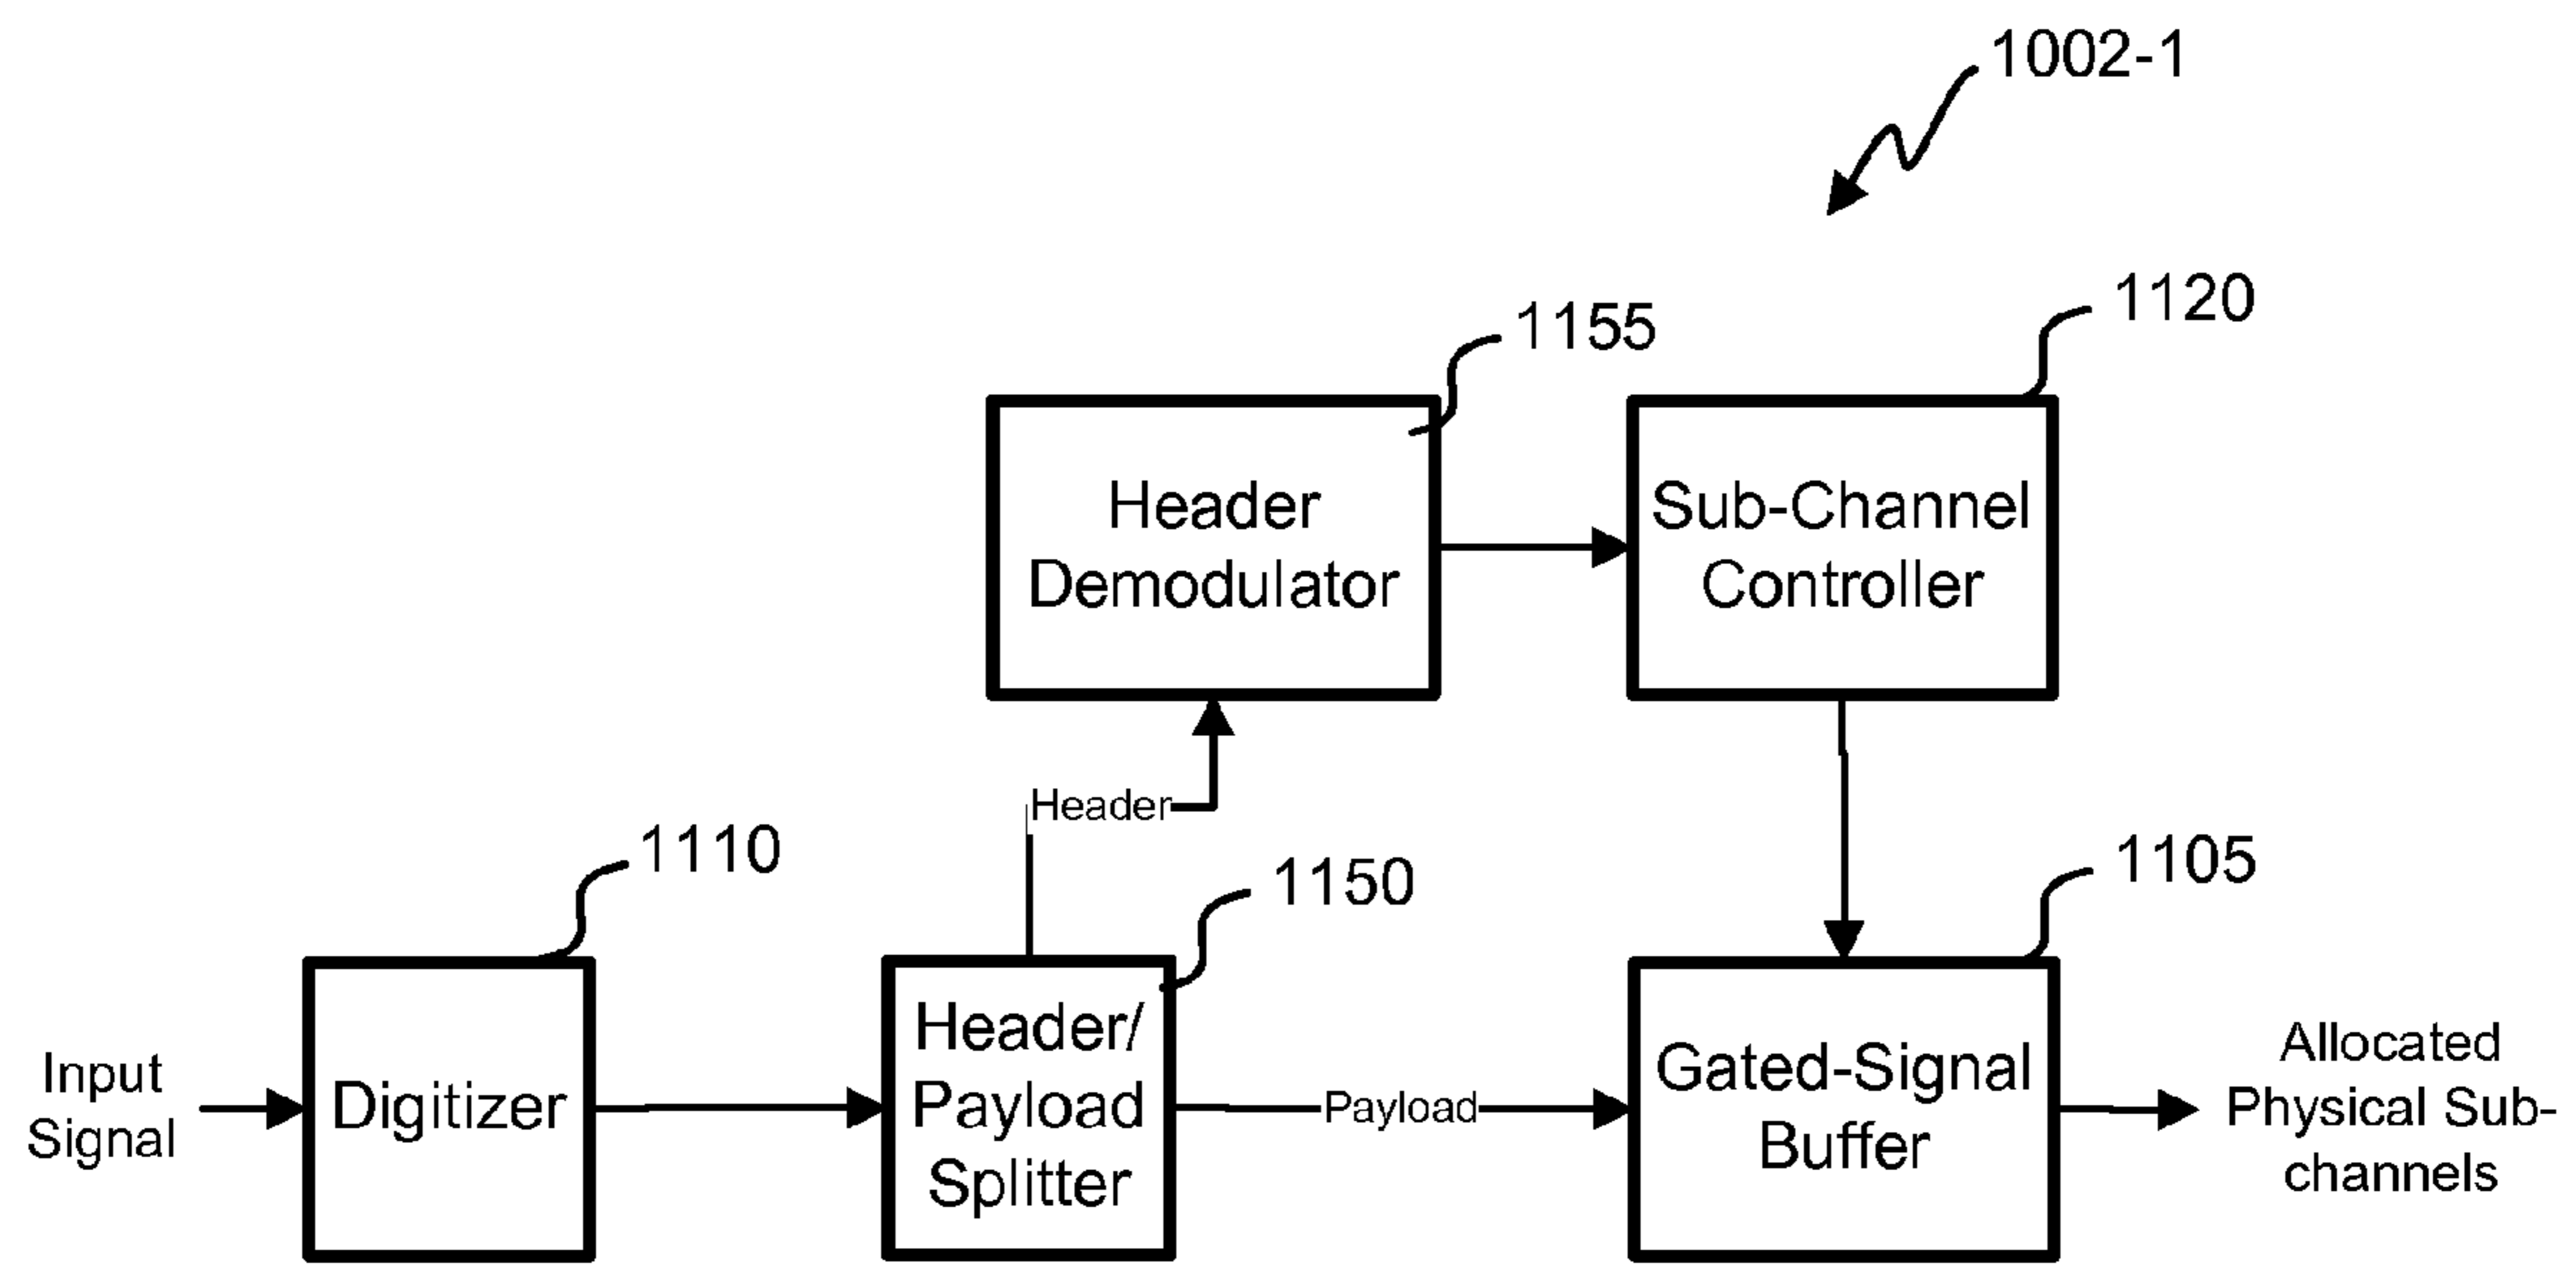 1002-1
1120
1155
Header
Demodulator
Sub-Channel
Controller
Header
1110
1150
1105
Input
Signal
Digitizer
Header/
Payload
Splitter
Payload
Gated-Signal
Buffer
Allocated
Physical Sub-
channels